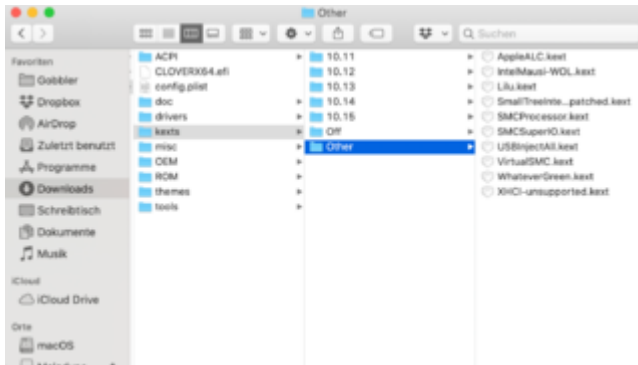 Other
Suchen
Favoriten
Gobbler
Dropbox
AirDrop
Zuletzt benutzt
Programme
Downloads
Schreibtisch
Dokumente
Musik
iCloud
iCloud Drive
Orte
macOS
ACPI
CLOVERX64.efi
config.plist
doc
drivers
kexts
misc
OEM
ROM
themes
tools
10.11
10.12
10.13
10.14
10.15
Off
Other
AppleALC.kext
IntelMausi-WOL.kext
Lilu.kext
SmallTreeInte...patched.kext
SMCProcessor.kext
SMCSuperIO.kext
USBInjectAll.kext
VirtualSMC.kext
WhateverGreen.kext
XHCI-unsupported.kext